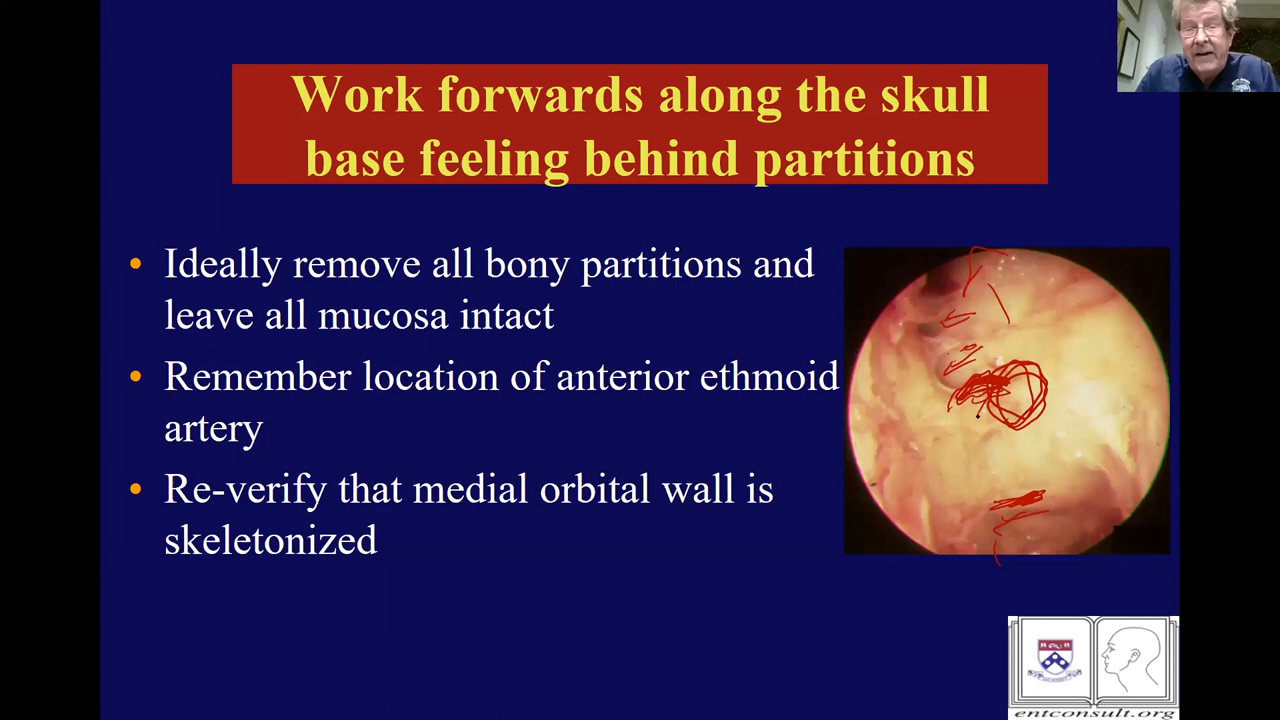 Work forwards along the skull
base feeling behind partitions
• Ideally remove all bony partitions and
leave all mucosa intact
• Remember location of anterior ethmoid
artery
• Re-verify that medial orbital wall is
skeletonized
entconsult.org